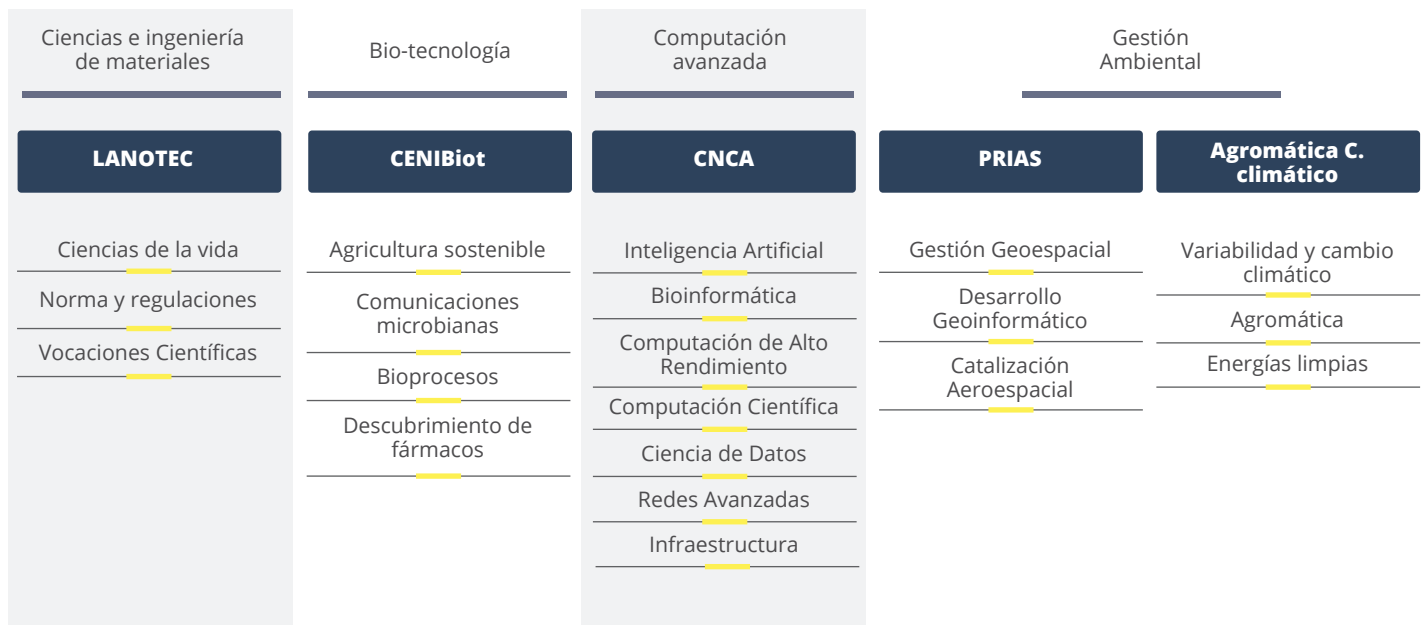 Ciencias e ingeniería
de materiales
Bio-tecnología
Computación
avanzada
Gestión
Ambiental
LANOTEC
CENIBiot
CNCA
PRIAS
Agromática C.
climático
Ciencias de la vida
Norma y regulaciones
Vocaciones Científicas
Agricultura sostenible
Comunicaciones
microbianas
Bioprocesos
Descubrimiento de
fármacos
Inteligencia Artificial
Bioinformática
Computación de Alto
Rendimiento
Computación Científica
Ciencia de Datos
Redes Avanzadas
Infraestructura
Gestión Geoespacial
Desarrollo
Geoinformático
Catalización
Aeroespacial
Variabilidad y cambio
climático
Agromática
Energías limpias